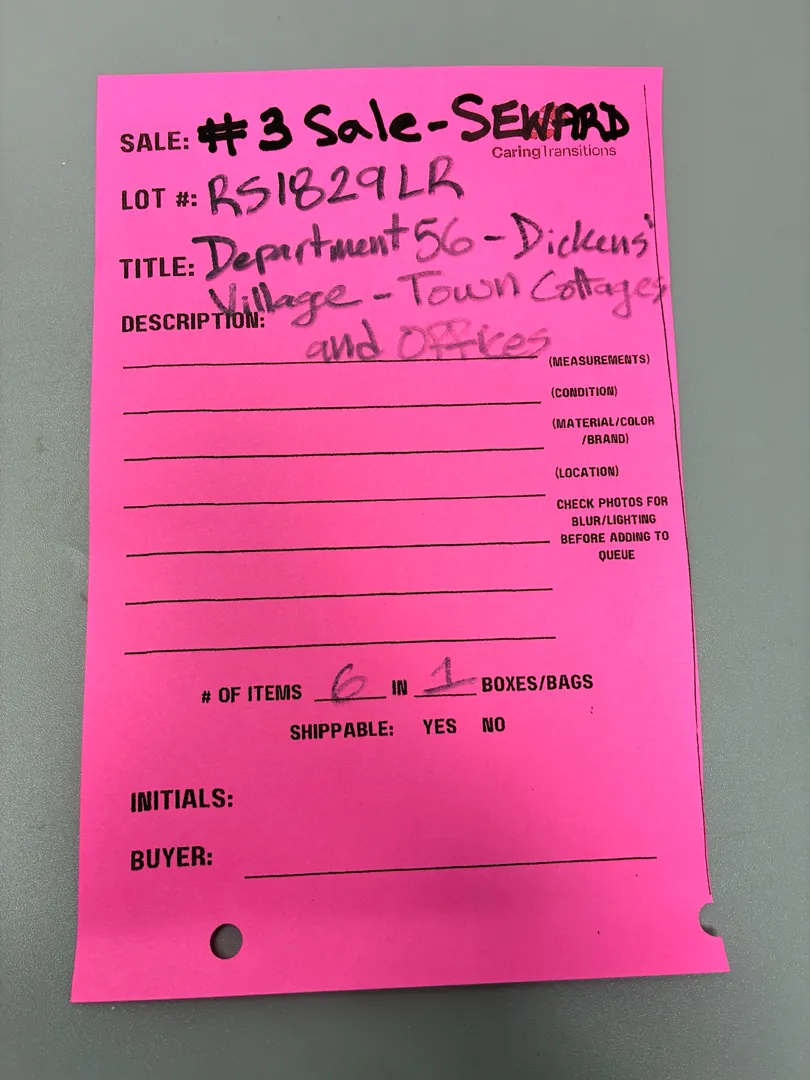 SALE: #3 Sale-SEWARD
CaringTransitions
LOT #: RS1829LR
TITLE: Department 56 - Dickens'
Village - Town Cottages
DESCRIPTION:
and Offices
(MEASUREMENTS)
(CONDITION)
(MATERIAL/COLOR
/BRAND)
(LOCATION)
CHECK PHOTOS FOR
BLUR/LIGHTING
BEFORE ADDING TO
QUEUE
# OF ITEMS 6 IN 1 BOXES/BAGS
SHIPPABLE: YES NO
INITIALS:
BUYER: